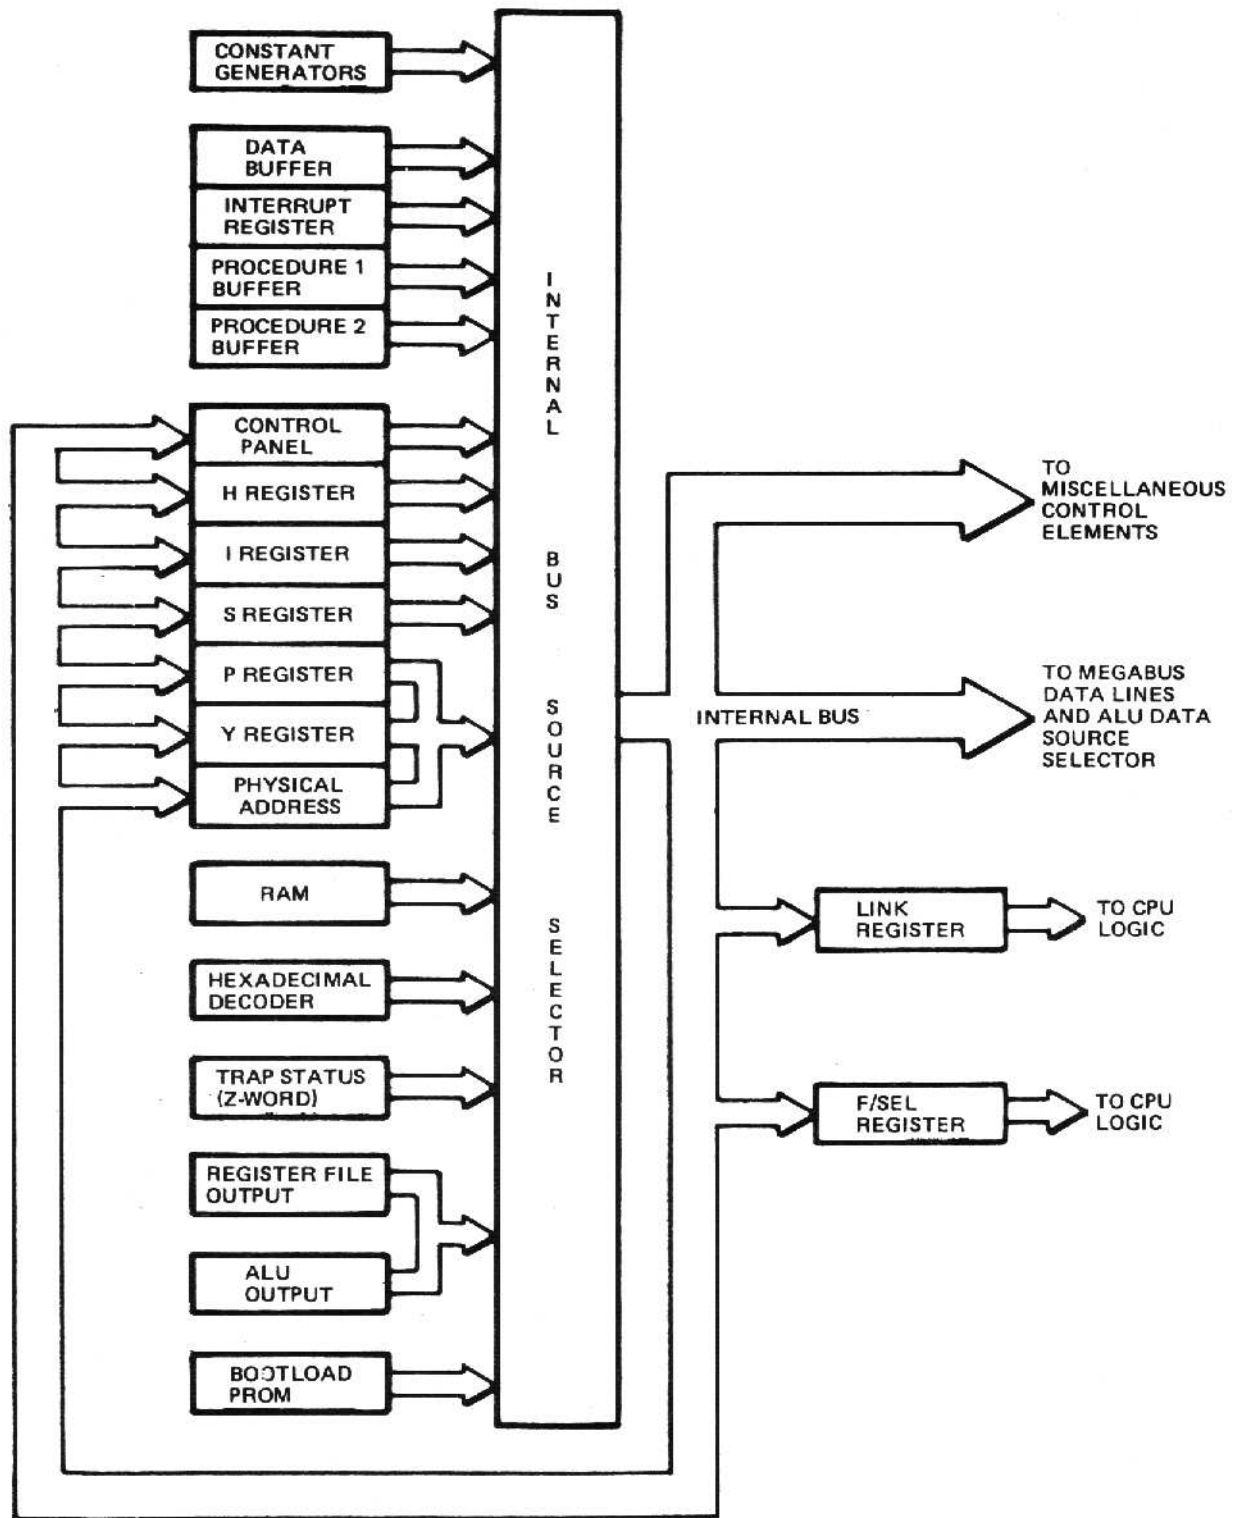 CONSTANT
GENERATORS
DATA
BUFFER
INTERRUPT
REGISTER
PROCEDURE 1
BUFFER
PROCEDURE 2
BUFFER
CONTROL
PANEL
H REGISTER
I REGISTER
S REGISTER
P REGISTER
Y REGISTER
PHYSICAL
ADDRESS
RAM
HEXADECIMAL
DECODER
TRAP STATUS
(Z-WORD)
REGISTER FILE
OUTPUT
ALU
OUTPUT
BOOTLOAD
PROM
INTERNAL BUS SOURCE SELECTOR
INTERNAL BUS
TO
MISCELLANEOUS
CONTROL
ELEMENTS
TO MEGABUS
DATA LINES
AND ALU DATA
SOURCE
SELECTOR
LINK
REGISTER
TO CPU
LOGIC
F/SEL
REGISTER
TO CPU
LOGIC